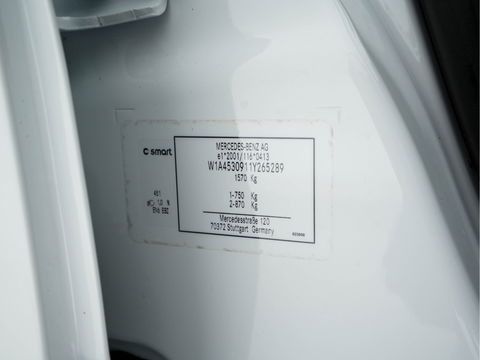 smart
MERCEDES-BENZ AG
e1*2001/116*0413
W1A4530911Y265289
1570 Kg
1-750 Kg
2-870 Kg
Mercedesstraße 120
70372 Stuttgart Germany